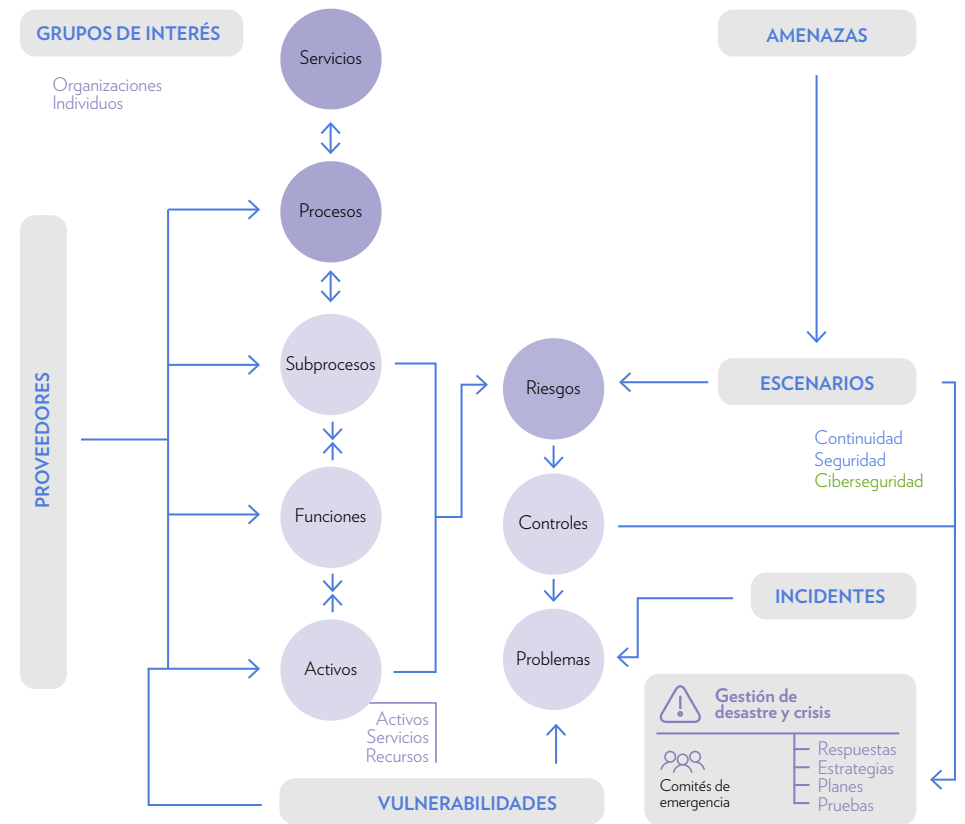 GRUPOS DE INTERÉS
Organizaciones
Individuos
Servicios
AMENAZAS
Procesos
PROVEEDORES
Subprocesos
Riesgos
ESCENARIOS
Continuidad
Seguridad
Ciberseguridad
Funciones
Controles
INCIDENTES
Activos
Problemas
Activos
Servicios
Recursos
Gestión de
desastre y crisis
Comités de
emergencia
Respuestas
Estrategias
Planes
Pruebas
VULNERABILIDADES